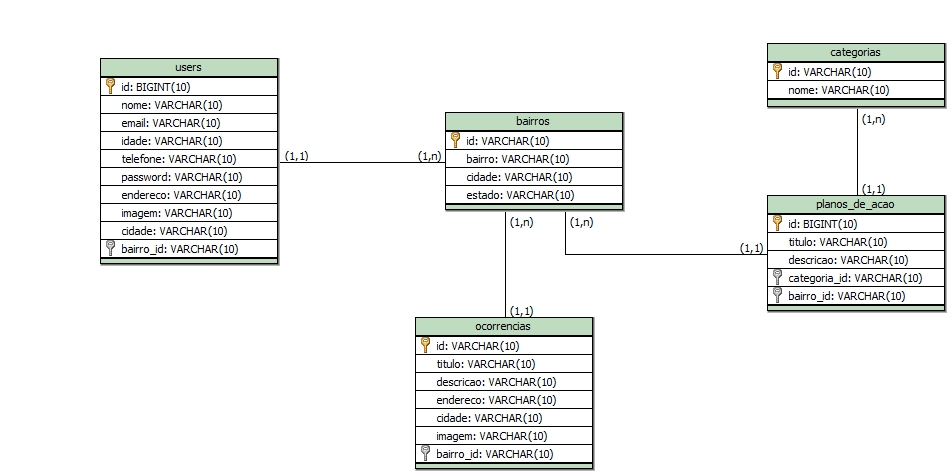 users
id: BIGINT(10)
nome: VARCHAR(10)
email: VARCHAR(10)
idade: VARCHAR(10)
telefone: VARCHAR(10)
password: VARCHAR(10)
endereco: VARCHAR(10)
imagem: VARCHAR(10)
cidade: VARCHAR(10)
bairro_id: VARCHAR(10)
(1,1)
(1,n)
bairros
id: VARCHAR(10)
bairro: VARCHAR(10)
cidade: VARCHAR(10)
estado: VARCHAR(10)
(1,n)
(1,n)
(1,1)
(1,1)
categorias
id: VARCHAR(10)
nome: VARCHAR(10)
(1,n)
(1,1)
planos_de_acao
id: BIGINT(10)
titulo: VARCHAR(10)
descricao: VARCHAR(10)
categoria_id: VARCHAR(10)
bairro_id: VARCHAR(10)
ocorrencias
id: VARCHAR(10)
titulo: VARCHAR(10)
descricao: VARCHAR(10)
endereco: VARCHAR(10)
cidade: VARCHAR(10)
imagem: VARCHAR(10)
bairro_id: VARCHAR(10)